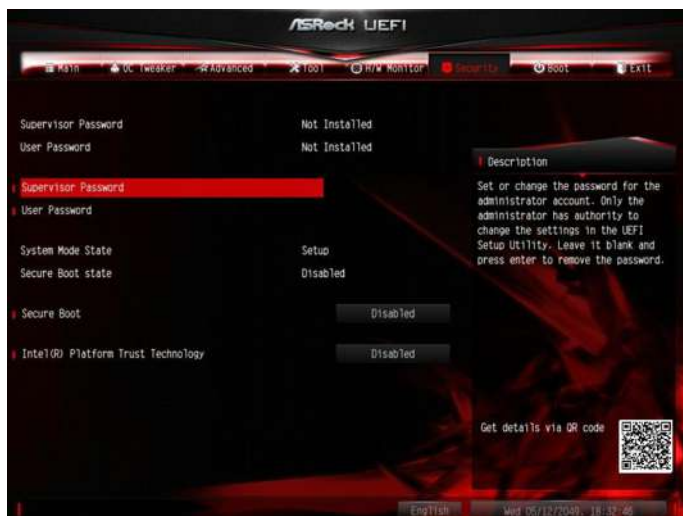 ASRock UEFI
Main OC Tweaker Advanced Tool H/W Monitor Security Boot Exit
Supervisor Password Not Installed
User Password Not Installed
Supervisor Password
User Password
System Mode State Setup
Secure Boot state Disabled
Secure Boot Disabled
Intel(R) Platform Trust Technology Disabled
Description
Set or change the password for the
administrator account. Only the
administrator has authority to
change the settings in the UEFI
Setup Utility. Leave it blank and
press enter to remove the password.
Get details via QR code
English Wed 05/12/2049, 18:32:46